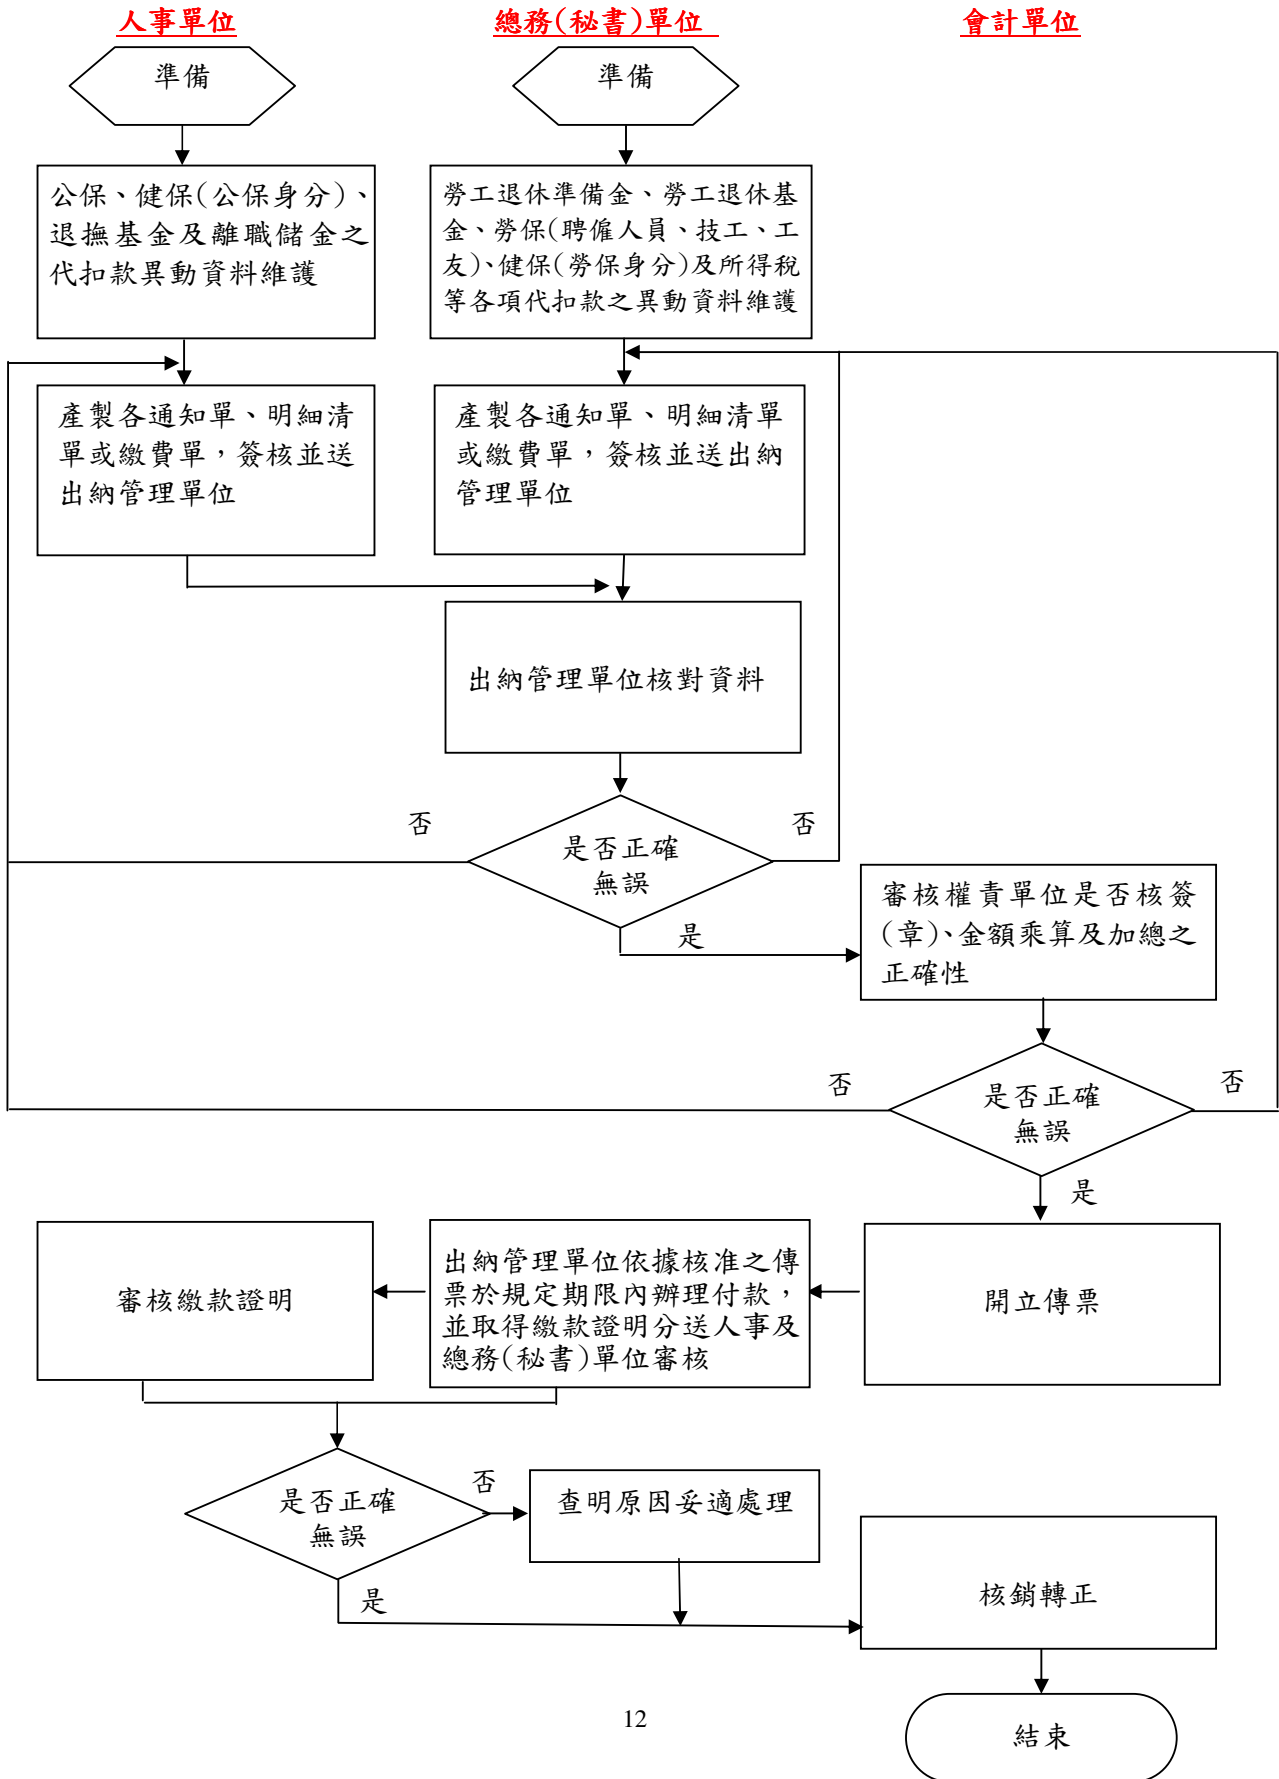 人事單位
總務(秘書)單位
會計單位
準備
準備
公保、健保(公保身分)、
退撫基金及離職儲金之
代扣款異動資料維護
勞工退休準備金、勞工退休基
金、勞保(聘僱人員、技工、工
友)、健保(勞保身分)及所得稅
等各項代扣款之異動資料維護
產製各通知單、明細清
單或繳費單，簽核並送
出納管理單位
產製各通知單、明細清單
或繳費單，簽核並送出納
管理單位
出納管理單位核對資料
否
否
是否正確
無誤
是
審核權責單位是否核簽
(章)、金額乘算及加總之
正確性
否
否
是否正確
無誤
是
審核繳款證明
出納管理單位依據核准之傳
票於規定期限內辦理付款，
並取得繳款證明分送人事及
總務(秘書)單位審核
開立傳票
是否正確
無誤
否
查明原因妥適處理
是
核銷轉正
結束
12